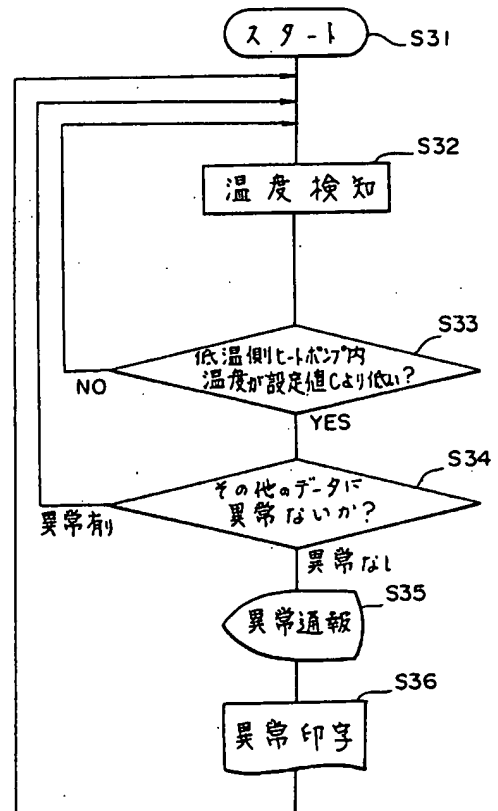 スタート
S31
S32
温度検知
S33
低温側ヒートポンプ内
温度が設定値Cより低い?
NO
YES
S34
その他のデータに
異常ないか?
異常有り
異常なし
S35
異常通報
S36
異常印字